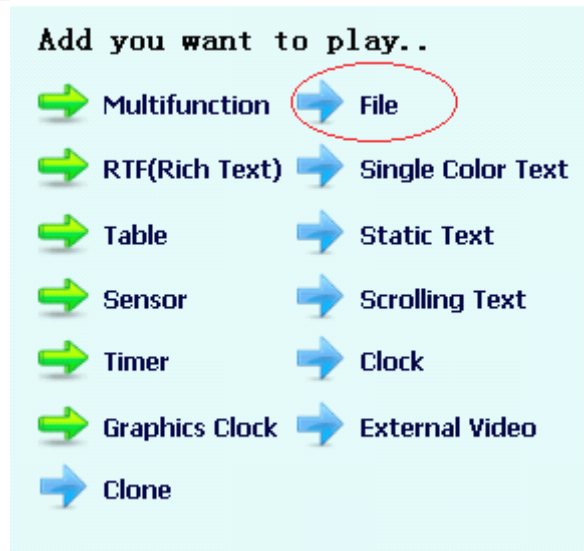 Add you want to play..
Multifunction File
RTF(Rich Text) Single Color Text
Table Static Text
Sensor Scrolling Text
Timer Clock
Graphics Clock External Video
Clone